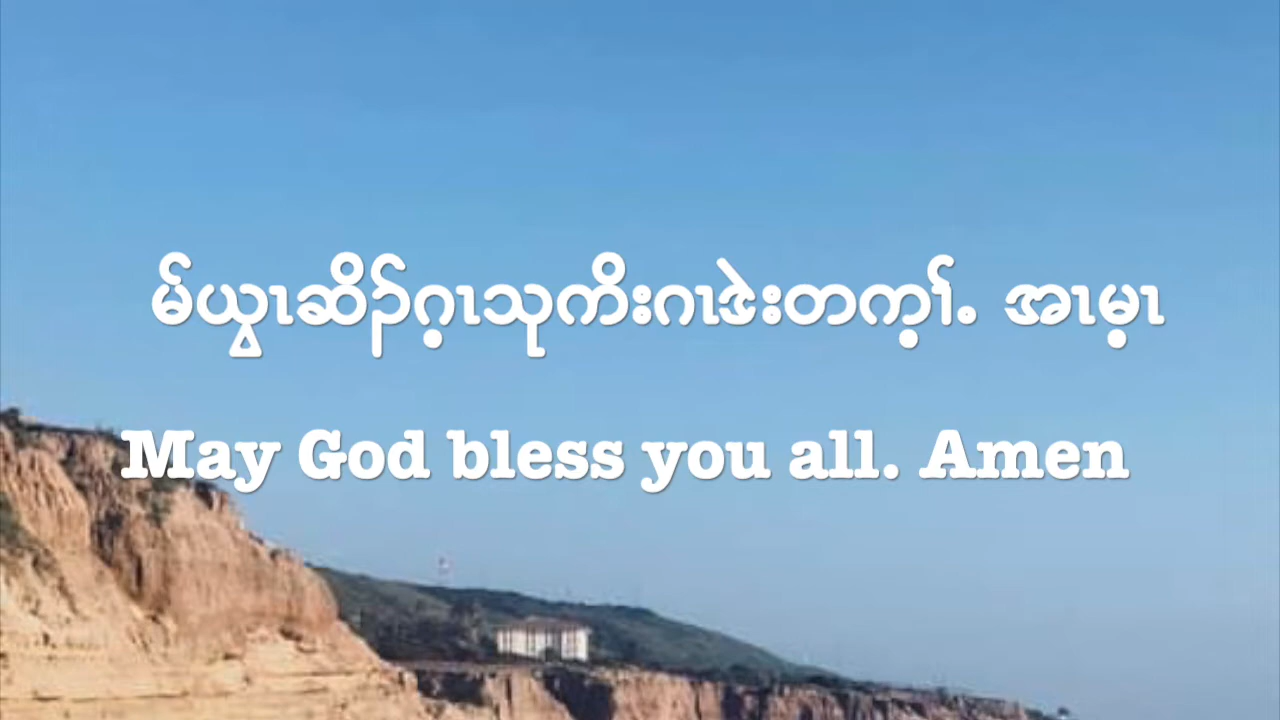 မ်ယွၤဆိၣ်ဂ့ၤသုကိးဂၤဒဲးတက့ၢ်. အၤမ့ၤ
May God bless you all. Amen